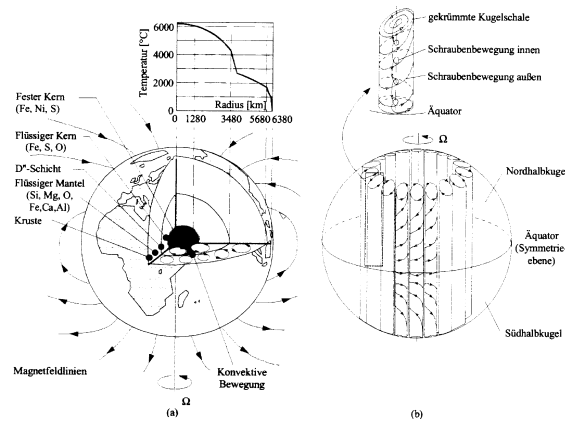 Temperatur [°C]
6000
4000
2000
0
Radius [km]
0 1280 3480 5680 6380
Fester Kern
(Fe, Ni, S)
Flüssiger Kern
(Fe, S, O)
D"-Schicht
Flüssiger Mantel
(Si, Mg, O,
Fe,Ca,Al)
Kruste
Magnetfeldlinien
Konvektive
Bewegung
Ω
(a)
gekrümmte Kugelschale
Schraubenbewegung innen
Schraubenbewegung außen
Äquator
Ω
Nordhalbkuge
Äquator
(Symmetrie
ebene)
Südhalbkugel
(b)